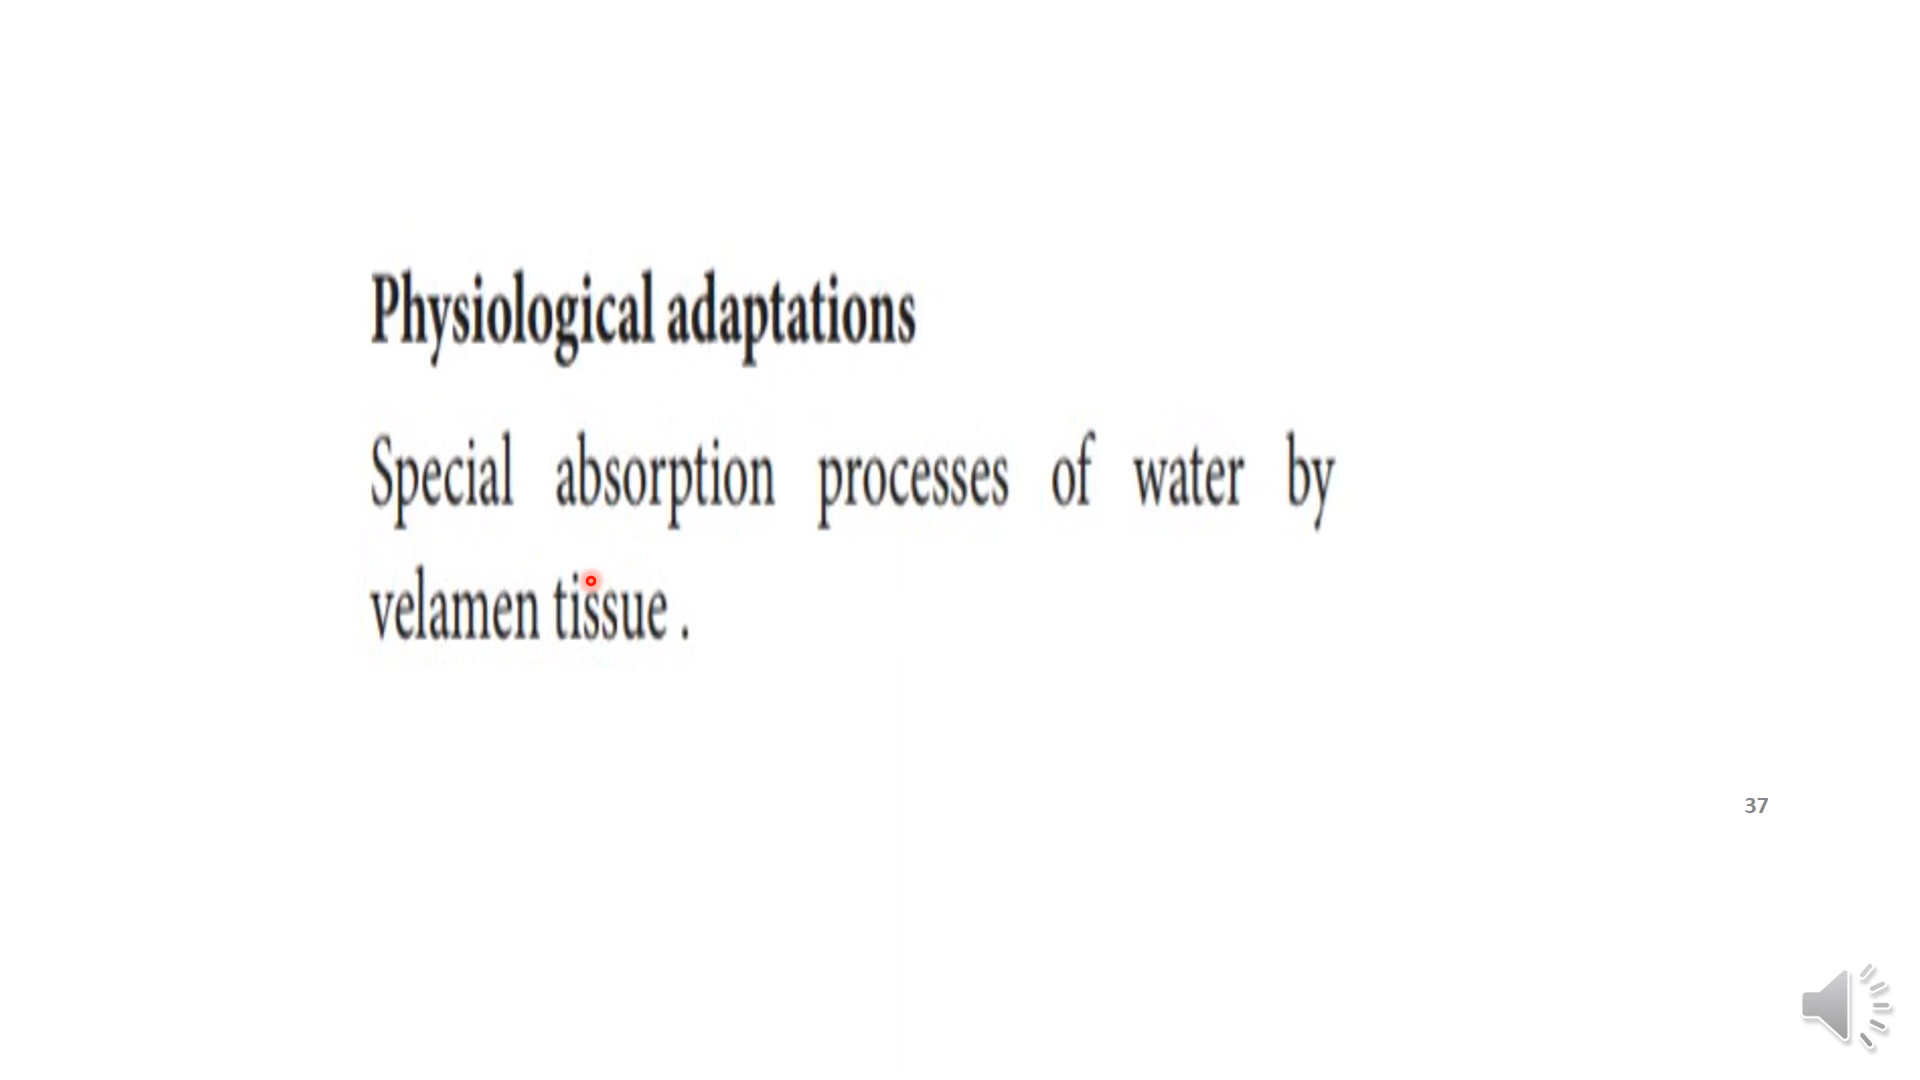 Physiological adaptations
Special absorption processes of water by
velamen tissue .
37